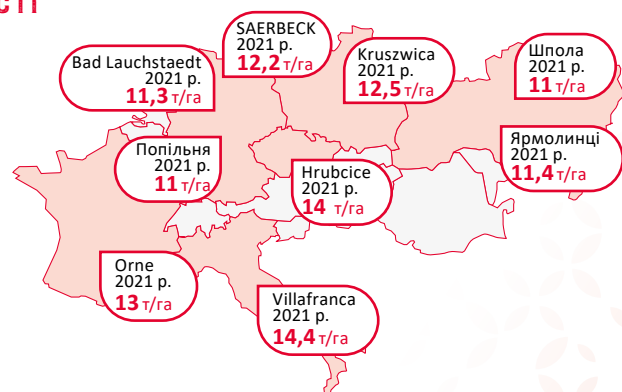 СТІ
SAERBECK
2021 р.
12,2 т/га
Bad Lauchstaedt
2021 р.
11,3 т/га
Kruszwica
2021 р.
12,5 т/га
Шпола
2021 р.
11 т/га
Попільня
2021 р.
11 т/га
Hrubcice
2021 р.
14 т/га
Ярмолинці
2021 р.
11,4 т/га
Orne
2021 р.
13 т/га
Villafranca
2021 р.
14,4 т/га